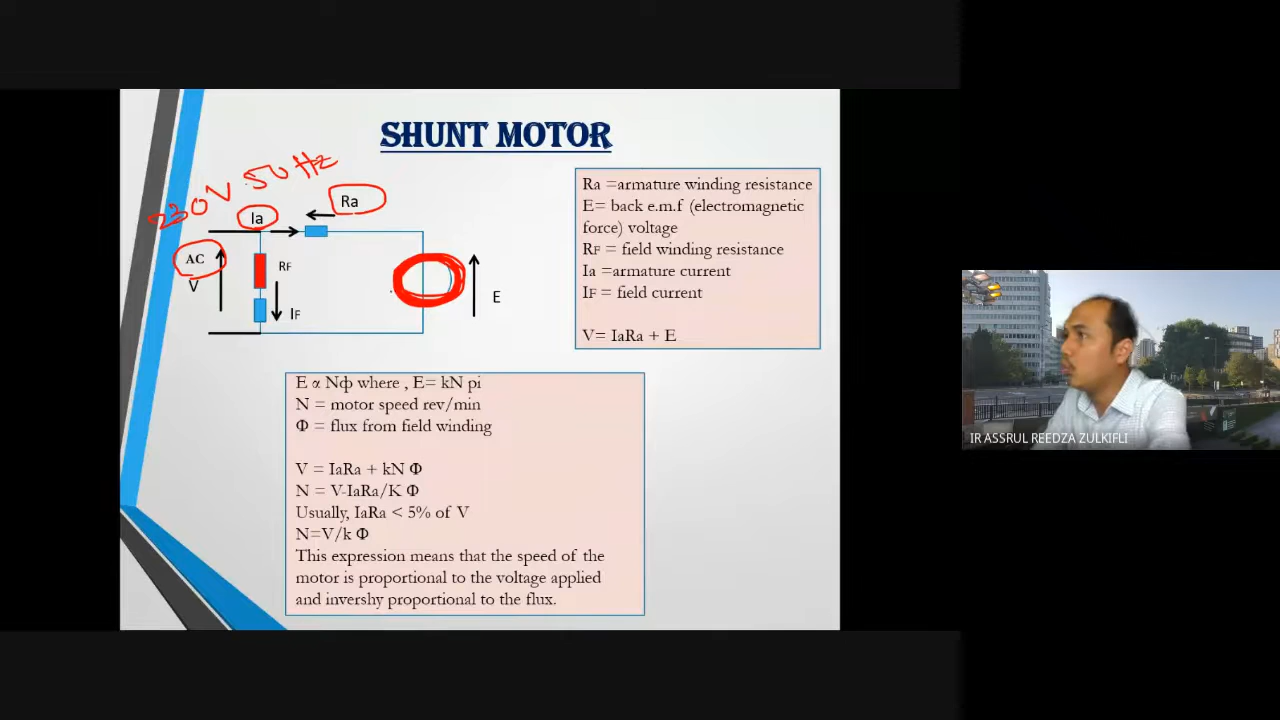 SHUNT MOTOR
230V 50Hz
Ia
Ra
AC
V
RF
IF
E
Ra =armature winding resistance
E= back e.m.f (electromagnetic
force) voltage
RF = field winding resistance
Ia =armature current
IF = field current
V= IaRa + E
E α Nф where , E= kN pi
N = motor speed rev/min
Φ = flux from field winding
V = IaRa + kN Φ
N = V-IaRa/K Φ
Usually, IaRa < 5% of V
N=V/k Φ
This expression means that the speed of the
motor is proportional to the voltage applied
and invershy proportional to the flux.
IR ASSRUL REEDZA ZULKIFLI